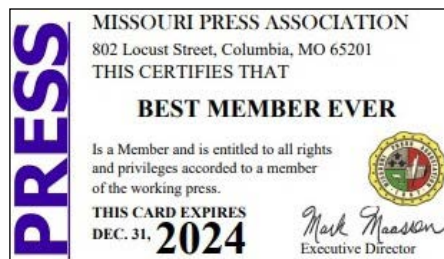 PRESS
MISSOURI PRESS ASSOCIATION
802 Locust Street, Columbia, MO 65201
THIS CERTIFIES THAT
BEST MEMBER EVER
Is a Member and is entitled to all rights
and privileges accorded to a member
of the working press.
THIS CARD EXPIRES
DEC. 31, 2024
Mark Maassen
Executive Director